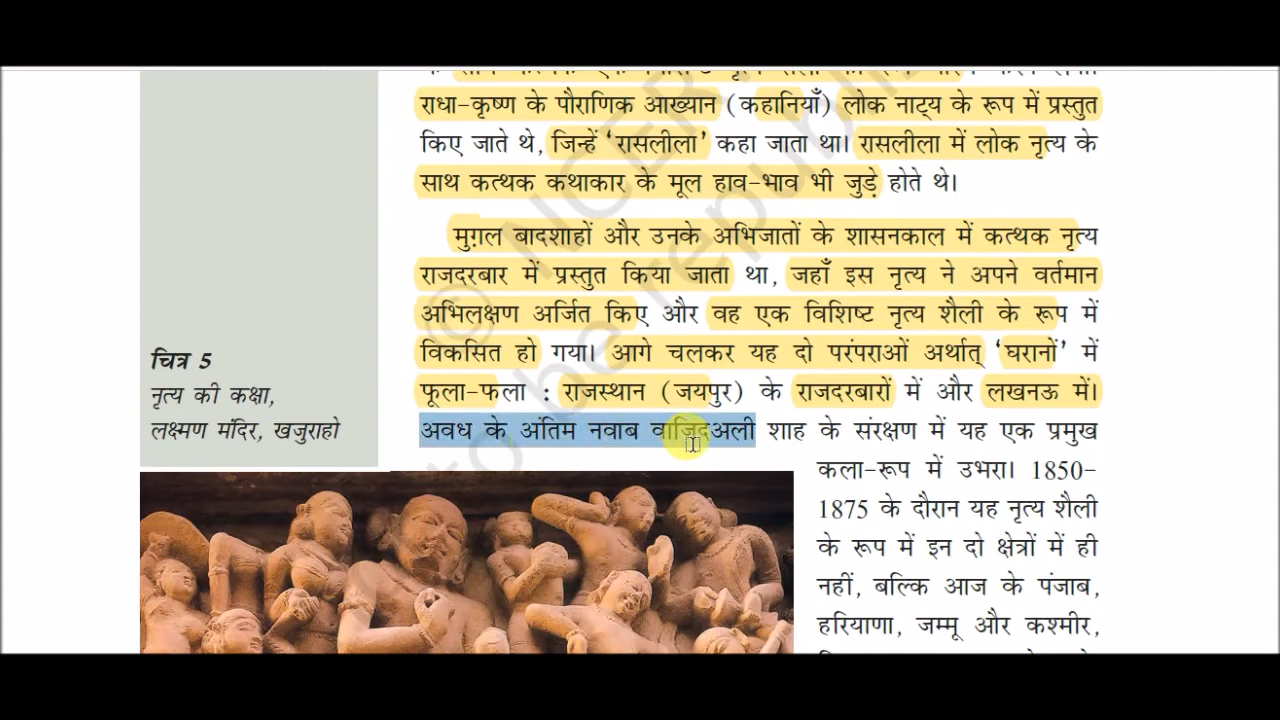 राधा-कृष्ण के पौराणिक आख्यान (कहानियाँ) लोक नाट्य के रूप में प्रस्तुत
किए जाते थे, जिन्हें ‘रासलीला’ कहा जाता था। रासलीला में लोक नृत्य के
साथ कत्थक कथाकार के मूल हाव-भाव भी जुड़े होते थे।
मुग़ल बादशाहों और उनके अभिजातों के शासनकाल में कत्थक नृत्य
राजदरबार में प्रस्तुत किया जाता था, जहाँ इस नृत्य ने अपने वर्तमान
अभिलक्षण अर्जित किए और वह एक विशिष्ट नृत्य शैली के रूप में
विकसित हो गया। आगे चलकर यह दो परंपराओं अर्थात् ‘घरानों’ में
फूला-फला : राजस्थान (जयपुर) के राजदरबारों में और लखनऊ में।
अवध के अंतिम नवाब वाजिदअली शाह के संरक्षण में यह एक प्रमुख
कला-रूप में उभरा। 1850-
1875 के दौरान यह नृत्य शैली
के रूप में इन दो क्षेत्रों में ही
नहीं, बल्कि आज के पंजाब,
हरियाणा, जम्मू और कश्मीर,
चित्र 5
नृत्य की कक्षा,
लक्ष्मण मंदिर, खजुराहो